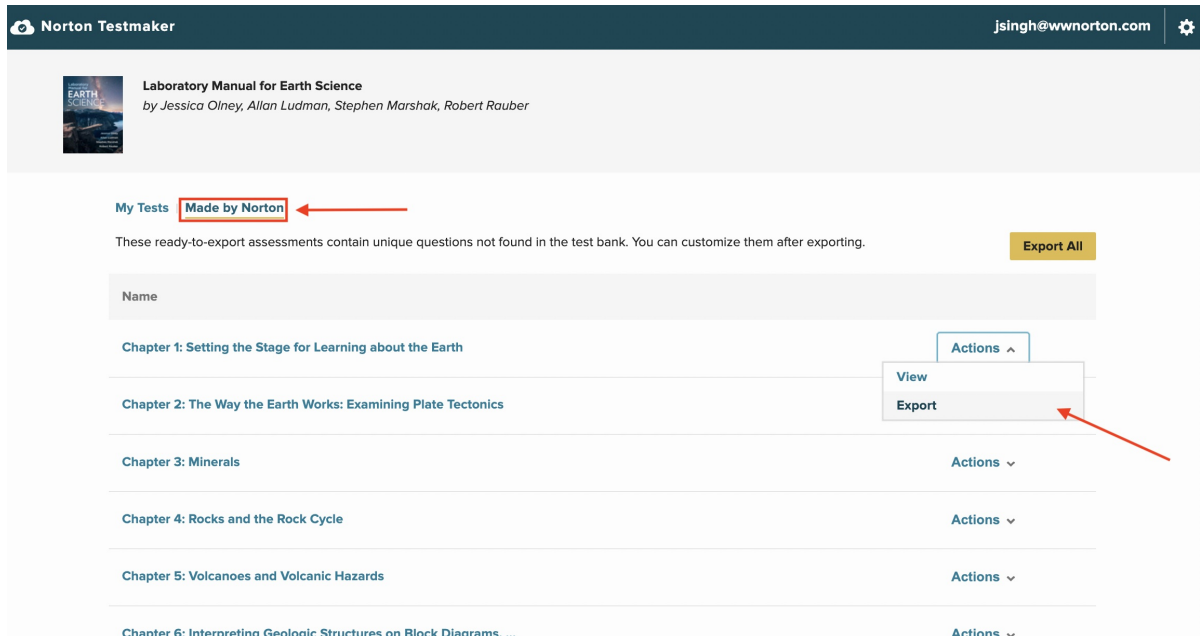 Norton Testmaker
jsingh@wwnorton.com
EARTH
SCIENCE
Laboratory Manual for Earth Science
by Jessica Olney, Allan Ludman, Stephen Marshak, Robert Rauber
My Tests
Made by Norton
These ready-to-export assessments contain unique questions not found in the test bank. You can customize them after exporting.
Export All
Name
Chapter 1: Setting the Stage for Learning about the Earth
Actions
View
Export
Chapter 2: The Way the Earth Works: Examining Plate Tectonics
Chapter 3: Minerals
Actions
Chapter 4: Rocks and the Rock Cycle
Actions
Chapter 5: Volcanoes and Volcanic Hazards
Actions
Chapter 6: Interpreting Geologic Structures on Block Diagrams, ...
Actions